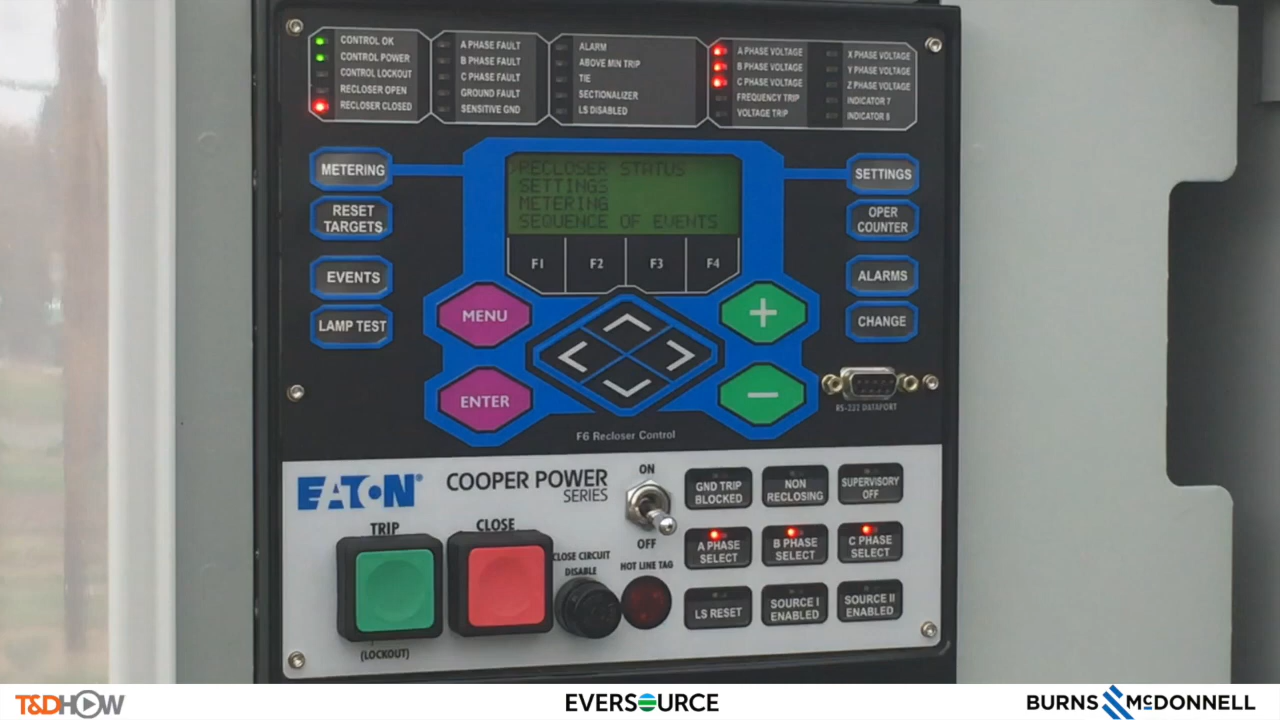 CONTROL OK
CONTROL POWER
CONTROL LOCKOUT
RECLOSER OPEN
RECLOSER CLOSED
A PHASE FAULT
B PHASE FAULT
C PHASE FAULT
GROUND FAULT
SENSITIVE GND
ALARM
ABOVE MIN TRIP
TIE
SECTIONALIZER
LS DISABLED
A PHASE VOLTAGE
B PHASE VOLTAGE
C PHASE VOLTAGE
FREQUENCY TRIP
VOLTAGE TRIP
X PHASE VOLTAGE
Y PHASE VOLTAGE
Z PHASE VOLTAGE
INDICATOR 7
INDICATOR 8
METERING
RESET
TARGETS
EVENTS
LAMP TEST
RECLOSER STATUS
SETTINGS
METERING
SEQUENCE OF EVENTS
F1
F2
F3
F4
SETTINGS
OPER
COUNTER
ALARMS
CHANGE
MENU
ENTER
RS-232 DATAPORT
F6 Recloser Control
EATON®
COOPER POWER
SERIES
TRIP
(LOCKOUT)
CLOSE
CLOSE CIRCUIT
DISABLE
ON
OFF
HOT LINE TAG
GND TRIP
BLOCKED
NON
RECLOSING
SUPERVISORY
OFF
A PHASE
SELECT
B PHASE
SELECT
C PHASE
SELECT
LS RESET
SOURCE I
ENABLED
SOURCE II
ENABLED
T&DHOW
EVERSOURCE
BURNS McDONNELL